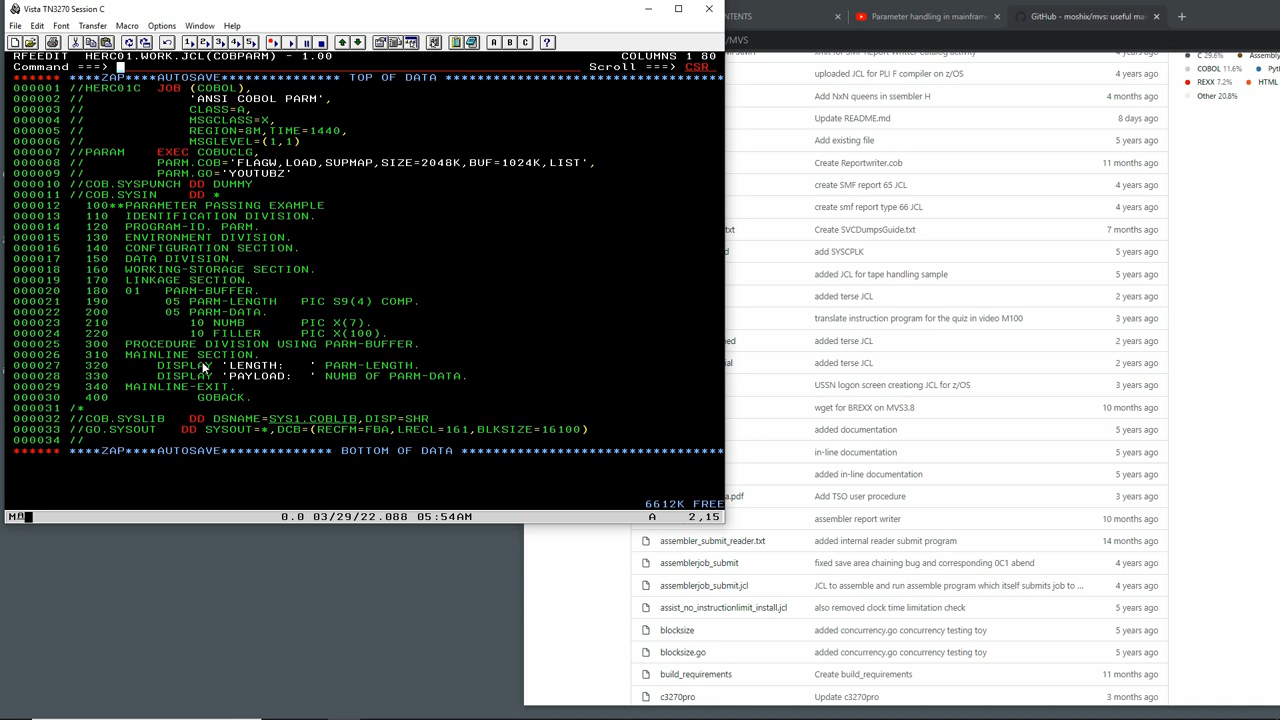 Vista TN3270 Session C
File Edit Font Transfer Macro Options Window Help
RFEEDIT HERC01.WORK.JCL(COBPARM) - 1.00 COLUMNS 1 80
Command ===> Scroll ===> CSR
****** ****ZAP****AUTOSAVE************** TOP OF DATA **********************************
000001 //HERC01C JOB (COBOL),
000002 // 'ANSI COBOL PARM',
000003 // CLASS=A,
000004 // MSGCLASS=X,
000005 // REGION=8M,TIME=1440,
000006 // MSGLEVEL=(1,1)
000007 //PARAM EXEC COBUCLG,
000008 // PARM.COB='FLAGW,LOAD,SUPMAP,SIZE=2048K,BUF=1024K,LIST',
000009 // PARM.GO='YOUTUBZ'
000010 //COB.SYSPUNCH DD DUMMY
000011 //COB.SYSIN DD *
000012 100**PARAMETER PASSING EXAMPLE
000013 110 IDENTIFICATION DIVISION.
000014 120 PROGRAM-ID. PARM.
000015 130 ENVIRONMENT DIVISION.
000016 140 CONFIGURATION SECTION.
000017 150 DATA DIVISION.
000018 160 WORKING-STORAGE SECTION.
000019 170 LINKAGE SECTION.
000020 180 01 PARM-BUFFER.
000021 190 05 PARM-LENGTH PIC S9(4) COMP.
000022 200 05 PARM-DATA.
000023 210 10 NUMB PIC X(7).
000024 220 10 FILLER PIC X(100).
000025 300 PROCEDURE DIVISION USING PARM-BUFFER.
000026 310 MAINLINE SECTION.
000027 320 DISPLAY 'LENGTH: ' PARM-LENGTH.
000028 330 DISPLAY 'PAYLOAD: ' NUMB OF PARM-DATA.
000029 340 MAINLINE-EXIT.
000030 400 GOBACK.
000031 /*
000032 //COB.SYSLIB DD DSNAME=SYS1.COBLIB,DISP=SHR
000033 //GO.SYSOUT DD SYSOUT=*,DCB=(RECFM=FBA,LRECL=161,BLKSIZE=16100)
000034 //
****** ****ZAP****AUTOSAVE************** BOTTOM OF DATA *********************************
6612K FREE
0.0 03/29/22.088 05:54AM A 2,15
NTENTS Parameter handling in mainfram GitHub - moshix/mvs: useful ma
/MVS
uploaded JCL for PLI F compiler on z/OS 4 years ago
Add NxN queens in ssembler H 4 years ago
Update README.md 8 days ago
Add existing file 5 years ago
Create Reportwriter.cob 11 months ago
create SMF report 65 JCL 4 years ago
create smf report type 66 JCL 4 years ago
txt Create SVCDumpsGuide.txt 7 months ago
d add SYSCPLK 5 years ago
added JCL for tape handling sample 5 years ago
added terse JCL 2 years ago
translate instruction program for the quiz in video M100 3 years ago
ed added terse JCL 2 years ago
ial added terse JCL 2 years ago
USSN logon screen creationg JCL for z/OS 3 years ago
wget for BREXX on MVS3.8 10 months ago
added documentation 5 years ago
in-line documentation 5 years ago
added in-line documentation 5 years ago
a.pdf Add TSO user procedure 3 years ago
assembler report writer 10 months ago
assembler_submit_reader.txt added internal reader submit program 14 months ago
assemblerjob_submit fixed save area chaining bug and corresponding 0C1 abend 4 years ago
assemblerjob_submit.jcl JCL to assemble and run assemble program which itself submits job to ... 4 years ago
assist_no_instructionlimit_install.jcl also removed clock time limitation check 5 years ago
blocksize added concurrency.go concurrency testing toy 5 years ago
blocksize.go added concurrency.go concurrency testing toy 5 years ago
build_requirements Create build_requirements 11 months ago
c3270pro Update c3270pro 3 months ago
C 29.6% Assemb
COBOL 11.6% Pyt
REXX 7.2% HTML
Other 20.8%